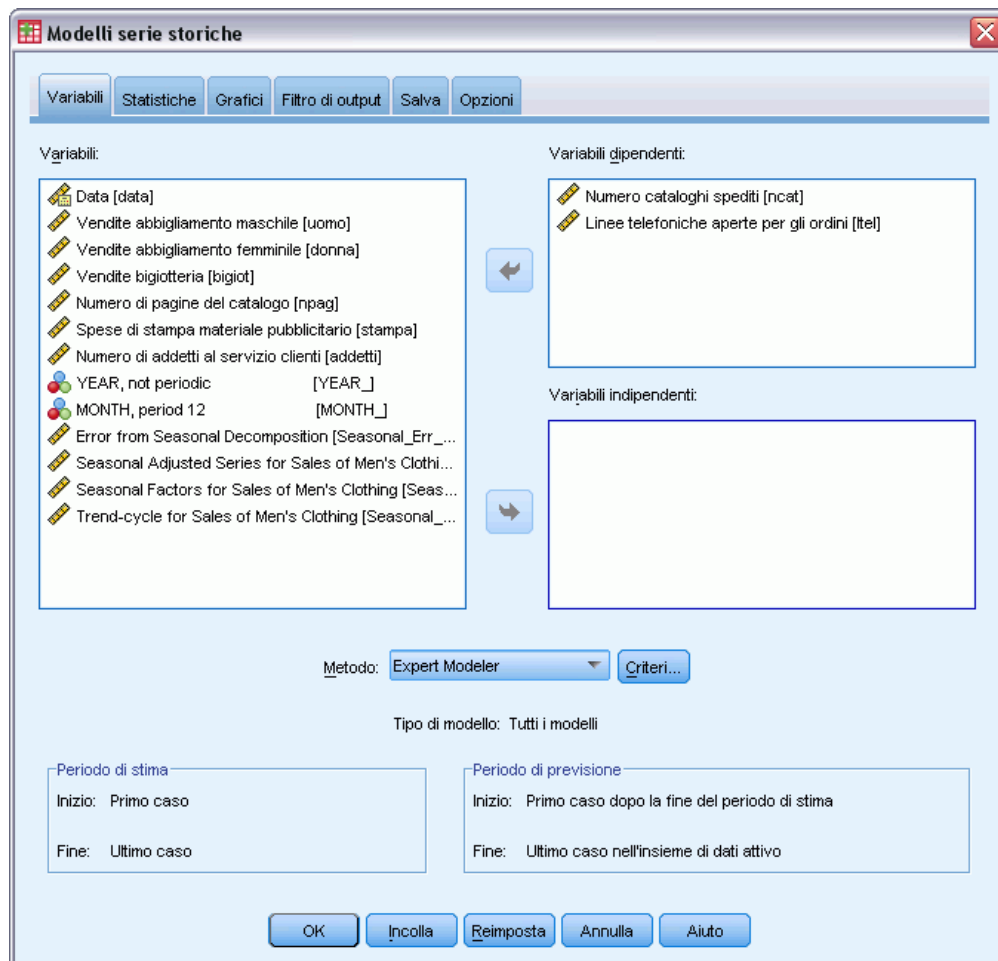 Modelli serie storiche
Variabili Statistiche Grafici Filtro di output Salva Opzioni
Variabili:
Data [data]
Vendite abbigliamento maschile [uomo]
Vendite abbigliamento femminile [donna]
Vendite bigiotteria [bigiot]
Numero di pagine del catalogo [npag]
Spese di stampa materiale pubblicitario [stampa]
Numero di addetti al servizio clienti [addetti]
YEAR, not periodic [YEAR_]
MONTH, period 12 [MONTH_]
Error from Seasonal Decomposition [Seasonal_Err_...
Seasonal Adjusted Series for Sales of Men's Clothi...
Seasonal Factors for Sales of Men's Clothing [Seas...
Trend-cycle for Sales of Men's Clothing [Seasonal_...
Variabili dipendenti:
Numero cataloghi spediti [ncat]
Linee telefoniche aperte per gli ordini [ltel]
Variabili indipendenti:
Metodo: Expert Modeler Criteri...
Tipo di modello: Tutti i modelli
Periodo di stima
Inizio: Primo caso
Fine: Ultimo caso
Periodo di previsione
Inizio: Primo caso dopo la fine del periodo di stima
Fine: Ultimo caso nell'insieme di dati attivo
OK Incolla Reimposta Annulla Aiuto